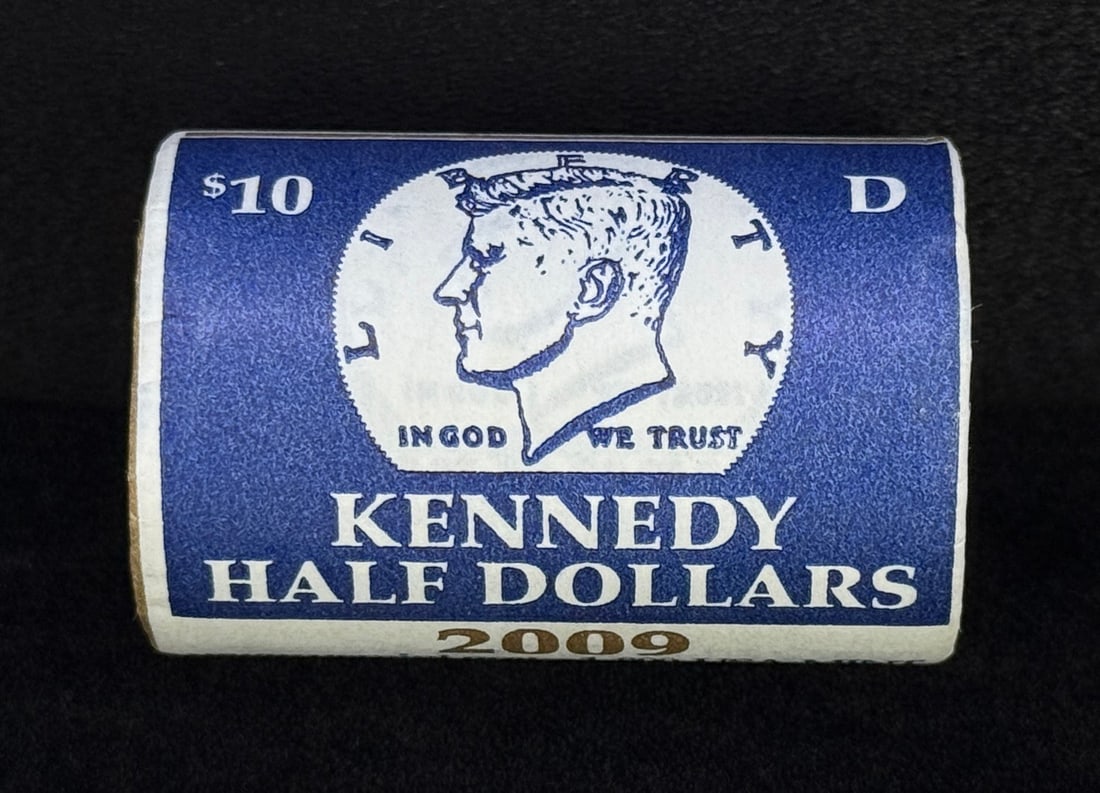 $10
D
LIBERTY
IN GOD WE TRUST
KENNEDY
HALF DOLLARS
2009